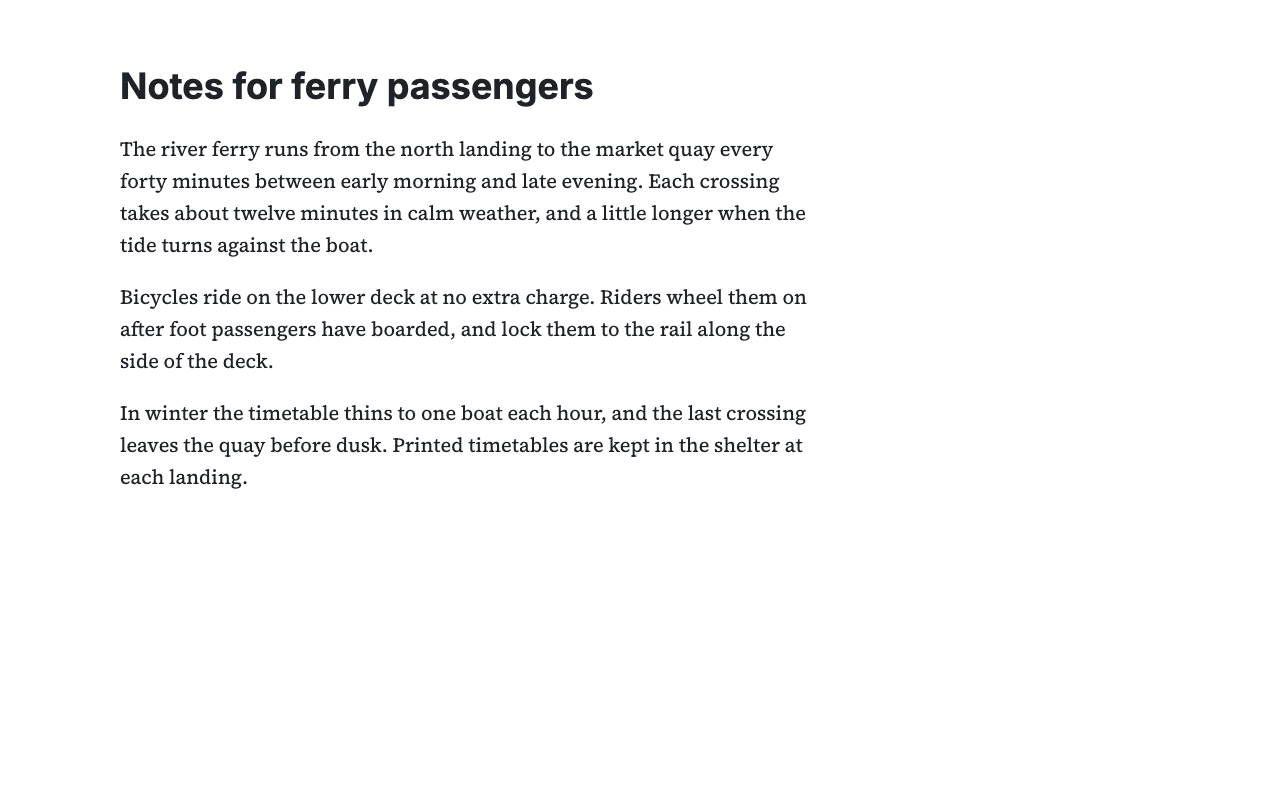 Notes for ferry passengers
The river ferry runs from the north landing to the market quay every
forty minutes between early morning and late evening. Each crossing
takes about twelve minutes in calm weather, and a little longer when the
tide turns against the boat.
Bicycles ride on the lower deck at no extra charge. Riders wheel them on
after foot passengers have boarded, and lock them to the rail along the
side of the deck.
In winter the timetable thins to one boat each hour, and the last crossing
leaves the quay before dusk. Printed timetables are kept in the shelter at
each landing.